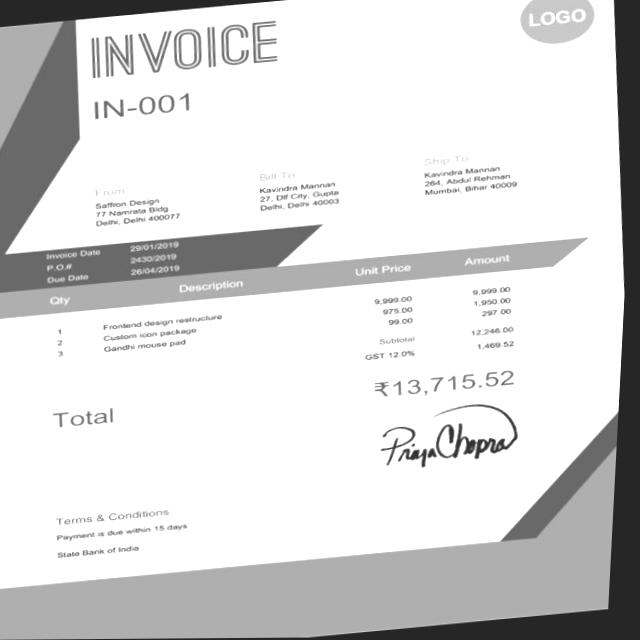 LOGO
INVOICE
IN-001
From
Saffron Design
77 Namrata Bldg
Delhi, Delhi 400077
Bill To
Kavindra Mannan
27, Dlf City, Gupta
Delhi, Delhi 40003
Ship To
Kavindra Mannan
264, Abdul Rehman
Mumbai, Bihar 40009
Invoice Date 29/01/2019
P.O.# 2430/2019
Due Date 26/04/2019
Qty Description Unit Price Amount
1 Frontend design restructure 9,999.00 9,999.00
2 Custom icon package 975.00 1,950.00
3 Gandhi mouse pad 99.00 297.00
Subtotal 12,246.00
GST 12.0% 1,469.52
Total ₹13,715.52
Priya Chopra
Terms & Conditions
Payment is due within 15 days
State Bank of India